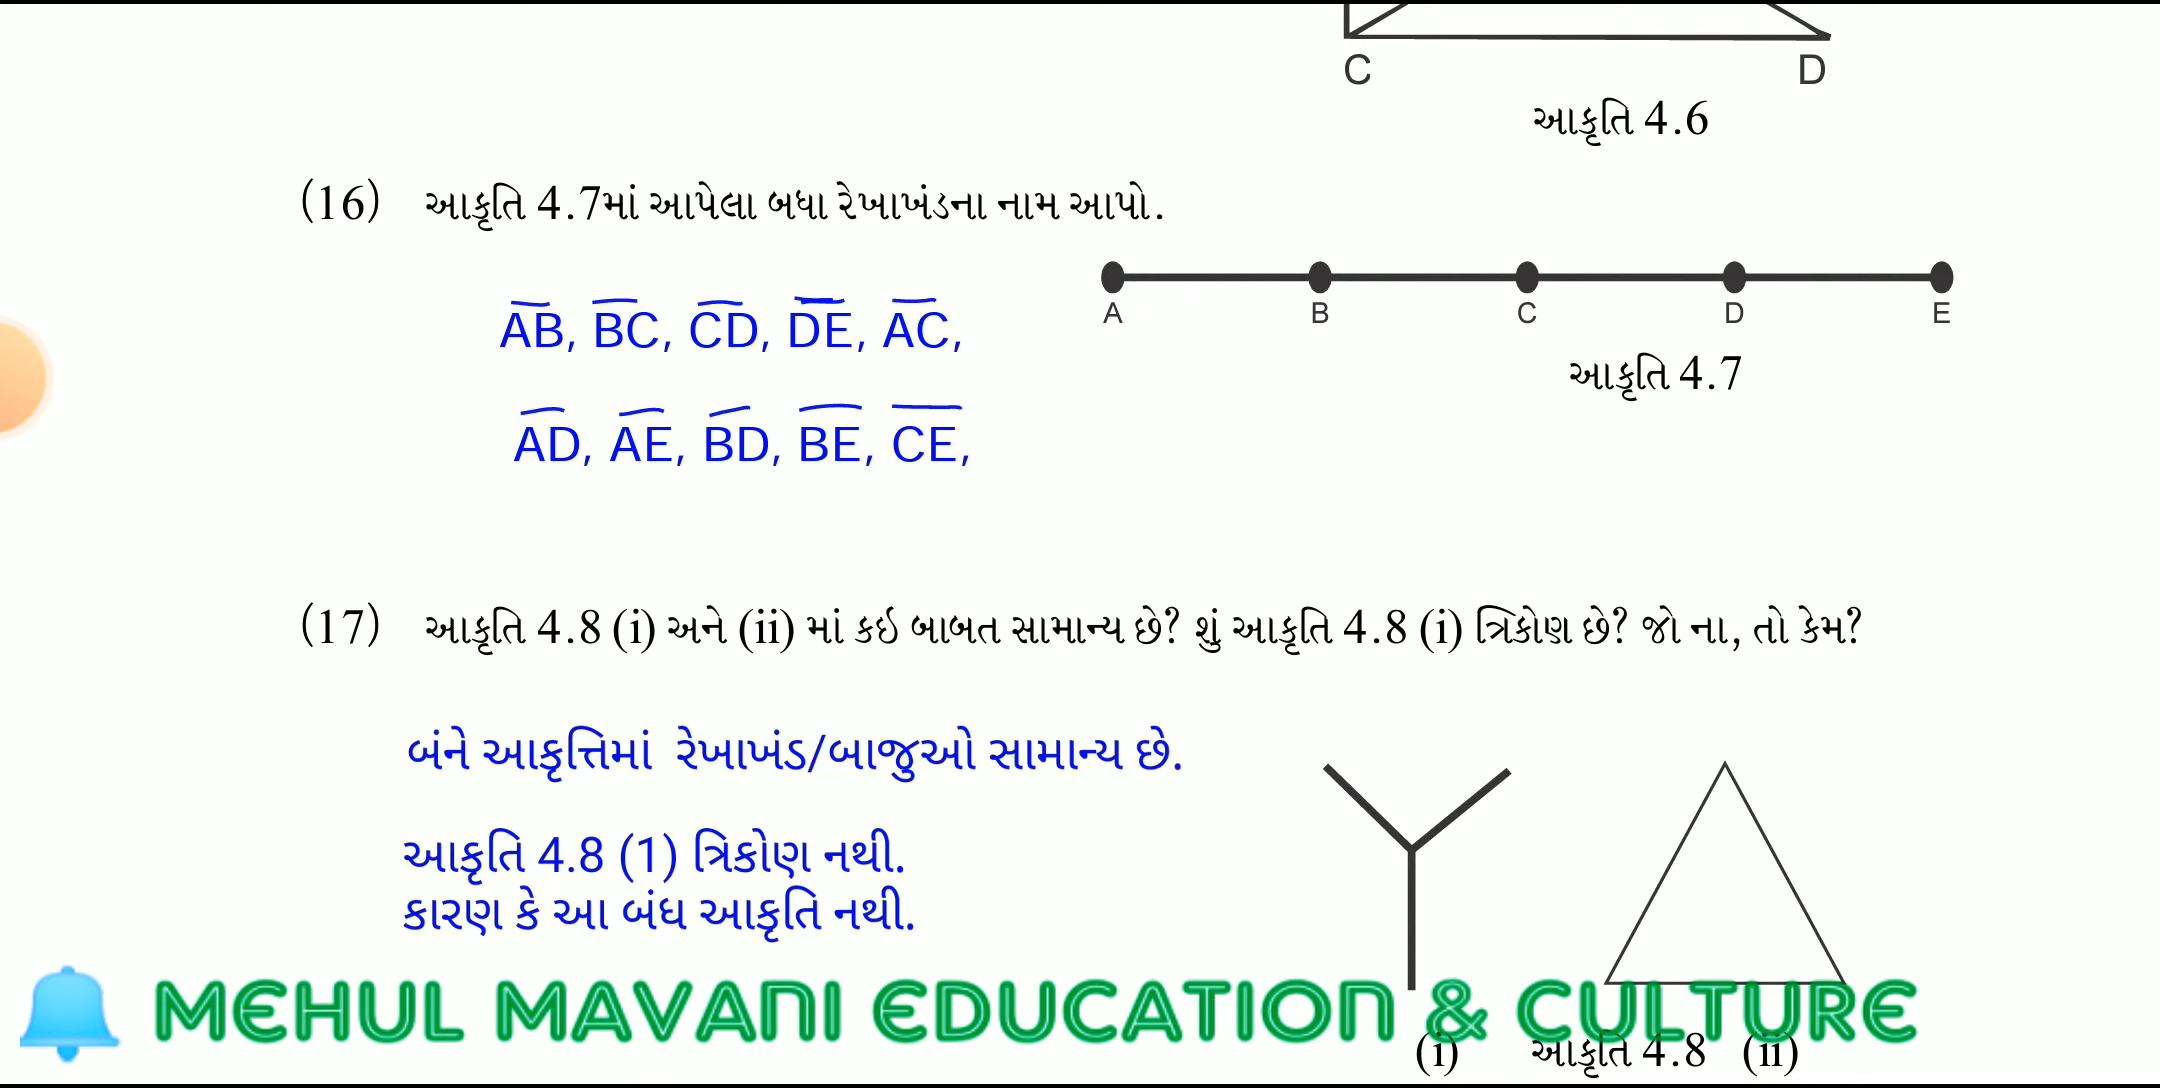 C D
આકૃતિ 4.6
(16) આકૃતિ 4.7માં આપેલા બધા રેખાખંડના નામ આપો.
A B C D E
AB, BC, CD, DE, AC,
આકૃતિ 4.7
AD, AE, BD, BE, CE,
(17) આકૃતિ 4.8 (i) અને (ii) માં કઇ બાબત સામાન્ય છે? શું આકૃતિ 4.8 (i) ત્રિકોણ છે? જો ના, તો કેમ?
બંને આકૃત્તિમાં રેખાખંડ/બાજુઓ સામાન્ય છે.
આકૃતિ 4.8 (1) ત્રિકોણ નથી.
કારણ કે આ બંધ આકૃતિ નથી.
MEHUL MAVANI EDUCATION & CULTURE
(i) આકૃતિ 4.8 (ii)